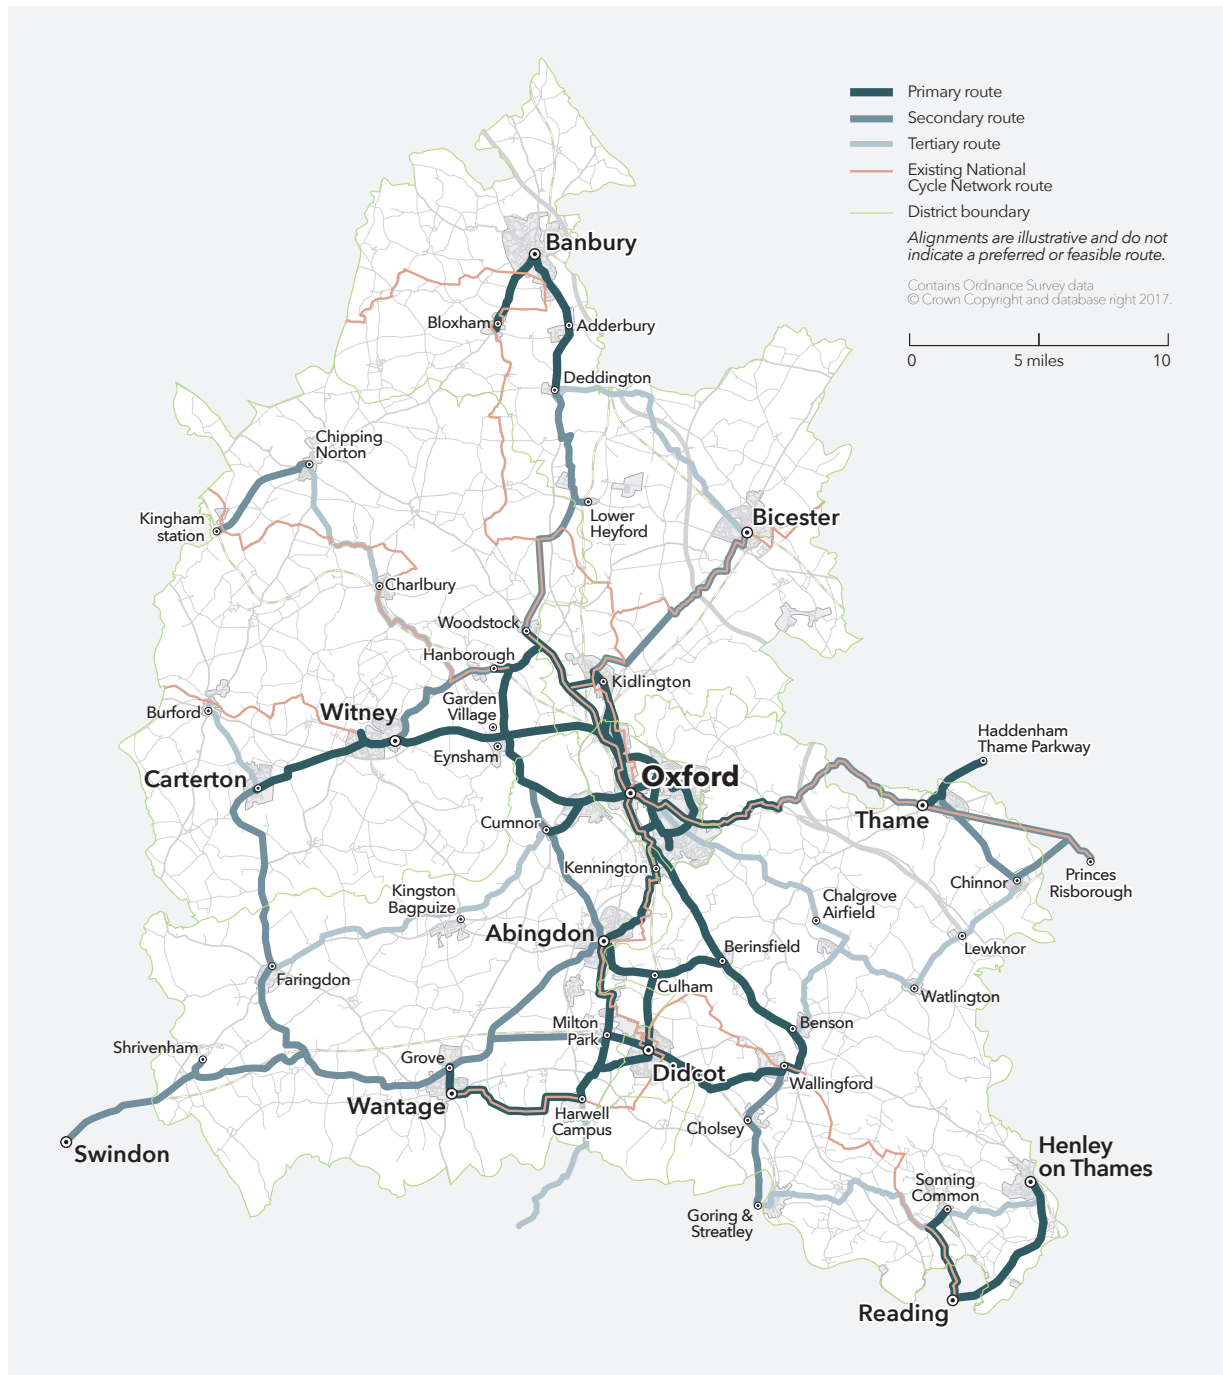 Primary route
Secondary route
Tertiary route
Existing National
Cycle Network route
District boundary
Alignments are illustrative and do not
indicate a preferred or feasible route.
Contains Ordnance Survey data
© Crown Copyright and database right 2017.
0 5 miles 10
Banbury
Bloxham
Adderbury
Deddington
Chipping
Norton
Kingham
station
Lower
Heyford
Bicester
Charlbury
Woodstock
Hanborough
Kidlington
Garden
Village
Burford
Witney
Eynsham
Haddenham
Thame Parkway
Carterton
Oxford
Thame
Cumnor
Kennington
Princes
Risborough
Chinnor
Kingston
Bagpuize
Chalgrove
Airfield
Abingdon
Berinsfield
Lewknor
Faringdon
Culham
Watlington
Milton
Park
Benson
Shrivenham
Grove
Didcot
Wallingford
Wantage
Harwell
Campus
Cholsey
Swindon
Henley
on Thames
Sonning
Common
Goring &
Streatley
Reading